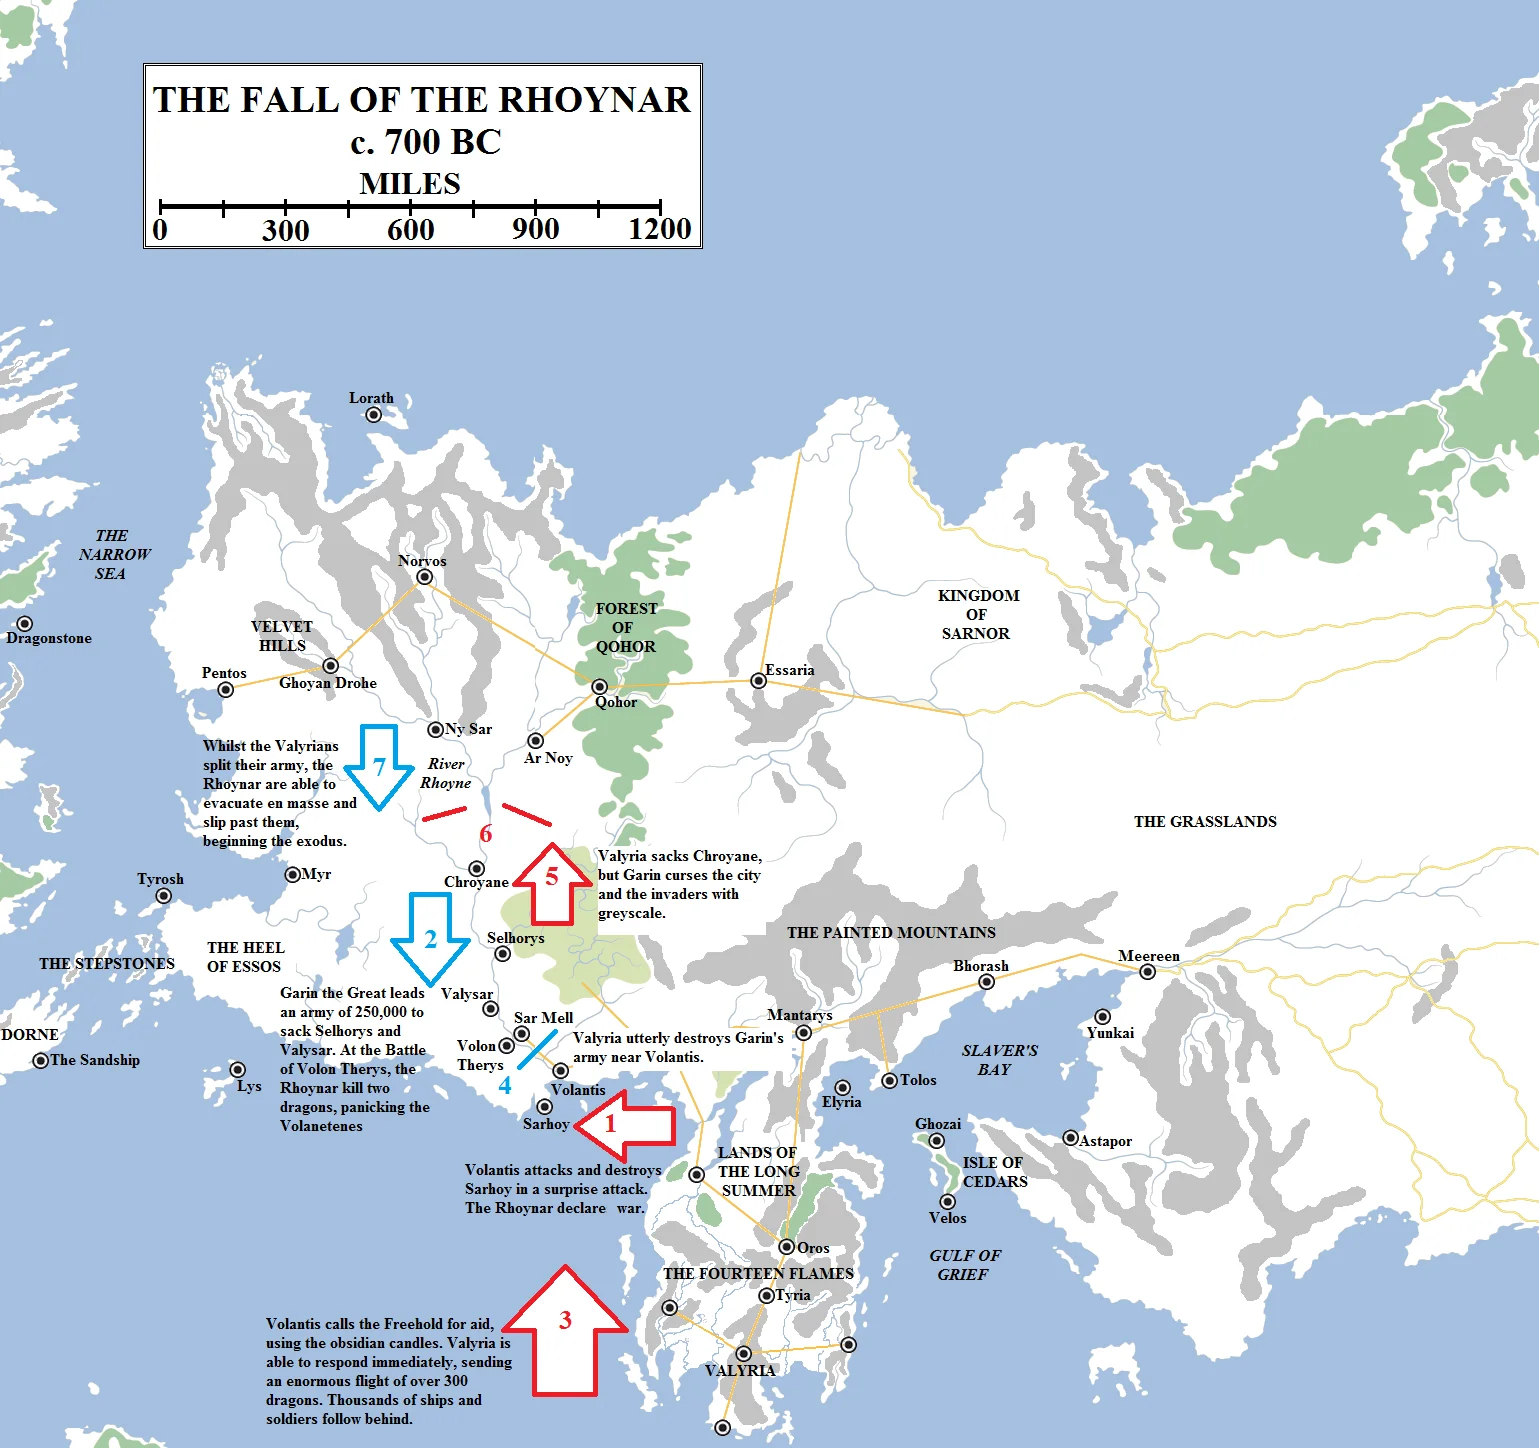 THE FALL OF THE RHOYNAR
c. 700 BC
MILES
0 300 600 900 1200
Lorath
THE
NARROW
SEA
Norvos
Dragonstone
VELVET
HILLS
FOREST
OF
QOHOR
KINGDOM
OF
SARNOR
Pentos
Ghoyan Drohe
Essaria
Qohor
Ny Sar
Ar Noy
River
Rhoyne
Whilst the Valyrians
split their army, the
Rhoynar are able to
evacuate en masse and
slip past them,
beginning the exodus.
7
6
THE GRASSLANDS
Myr
Tyrosh
Chroyane
5
Valyria sacks Chroyane,
but Garin curses the city
and the invaders with
greyscale.
THE HEEL
OF ESSOS
THE STEPSTONES
2
Selhorys
THE PAINTED MOUNTAINS
Bhorash
Meereen
Garin the Great leads
an army of 250,000 to
sack Selhorys and
Valysar. At the Battle
of Volon Therys, the
Rhoynar kill two
dragons, panicking the
Volanetenes
Valysar
Sar Mell
Volon
Therys
4
Valyria utterly destroys Garin's
army near Volantis.
Mantarys
Yunkai
DORNE
The Sandship
Lys
Volantis
Sarhoy
1
SLAVER'S
BAY
Tolos
Elyria
Ghozai
Astapor
ISLE OF
CEDARS
Velos
LANDS OF
THE LONG
SUMMER
Volantis attacks and destroys
Sarhoy in a surprise attack.
The Rhoynar declare war.
Oros
GULF OF
GRIEF
THE FOURTEEN FLAMES
Tyria
3
Volantis calls the Freehold for aid,
using the obsidian candles. Valyria is
able to respond immediately, sending
an enormous flight of over 300
dragons. Thousands of ships and
soldiers follow behind.
VALYRIA